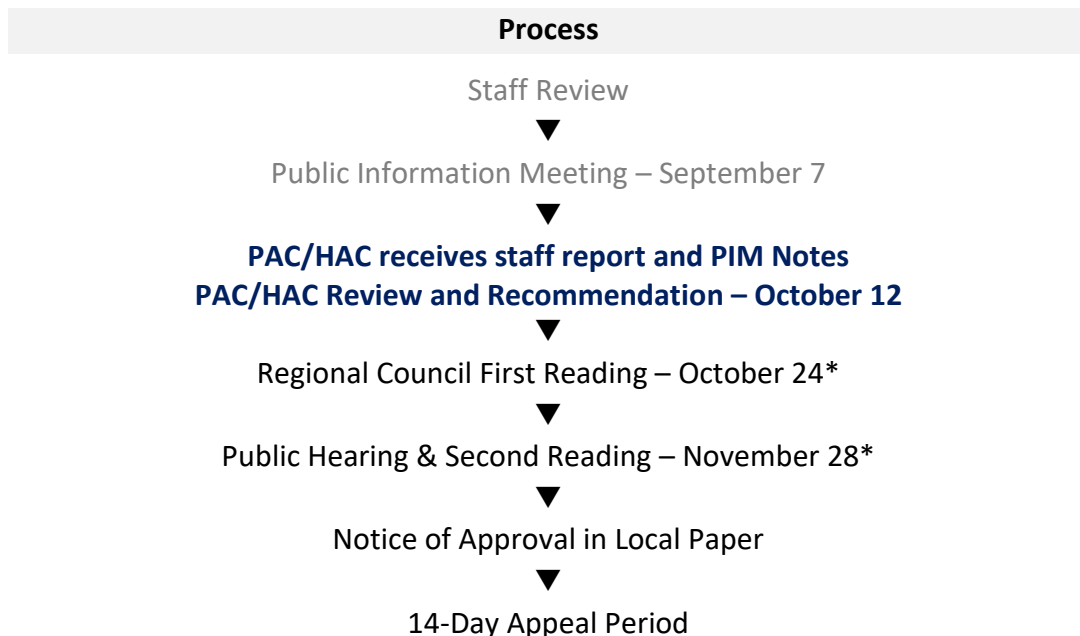 Process
Staff Review
Public Information Meeting – September 7
PAC/HAC receives staff report and PIM Notes
PAC/HAC Review and Recommendation – October 12
Regional Council First Reading – October 24*
Public Hearing & Second Reading – November 28*
Notice of Approval in Local Paper
14-Day Appeal Period